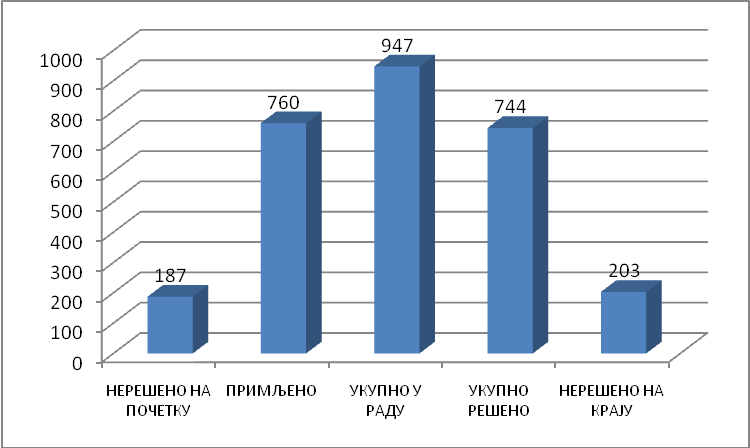 1000
900
800
700
600
500
400
300
200
100
0
187
760
947
744
203
НЕРЕШЕНО НА
ПОЧЕТКУ
ПРИМЉЕНО
УКУПНО У
РАДУ
УКУПНО
РЕШЕНО
НЕРЕШЕНО НА
КРАЈУ